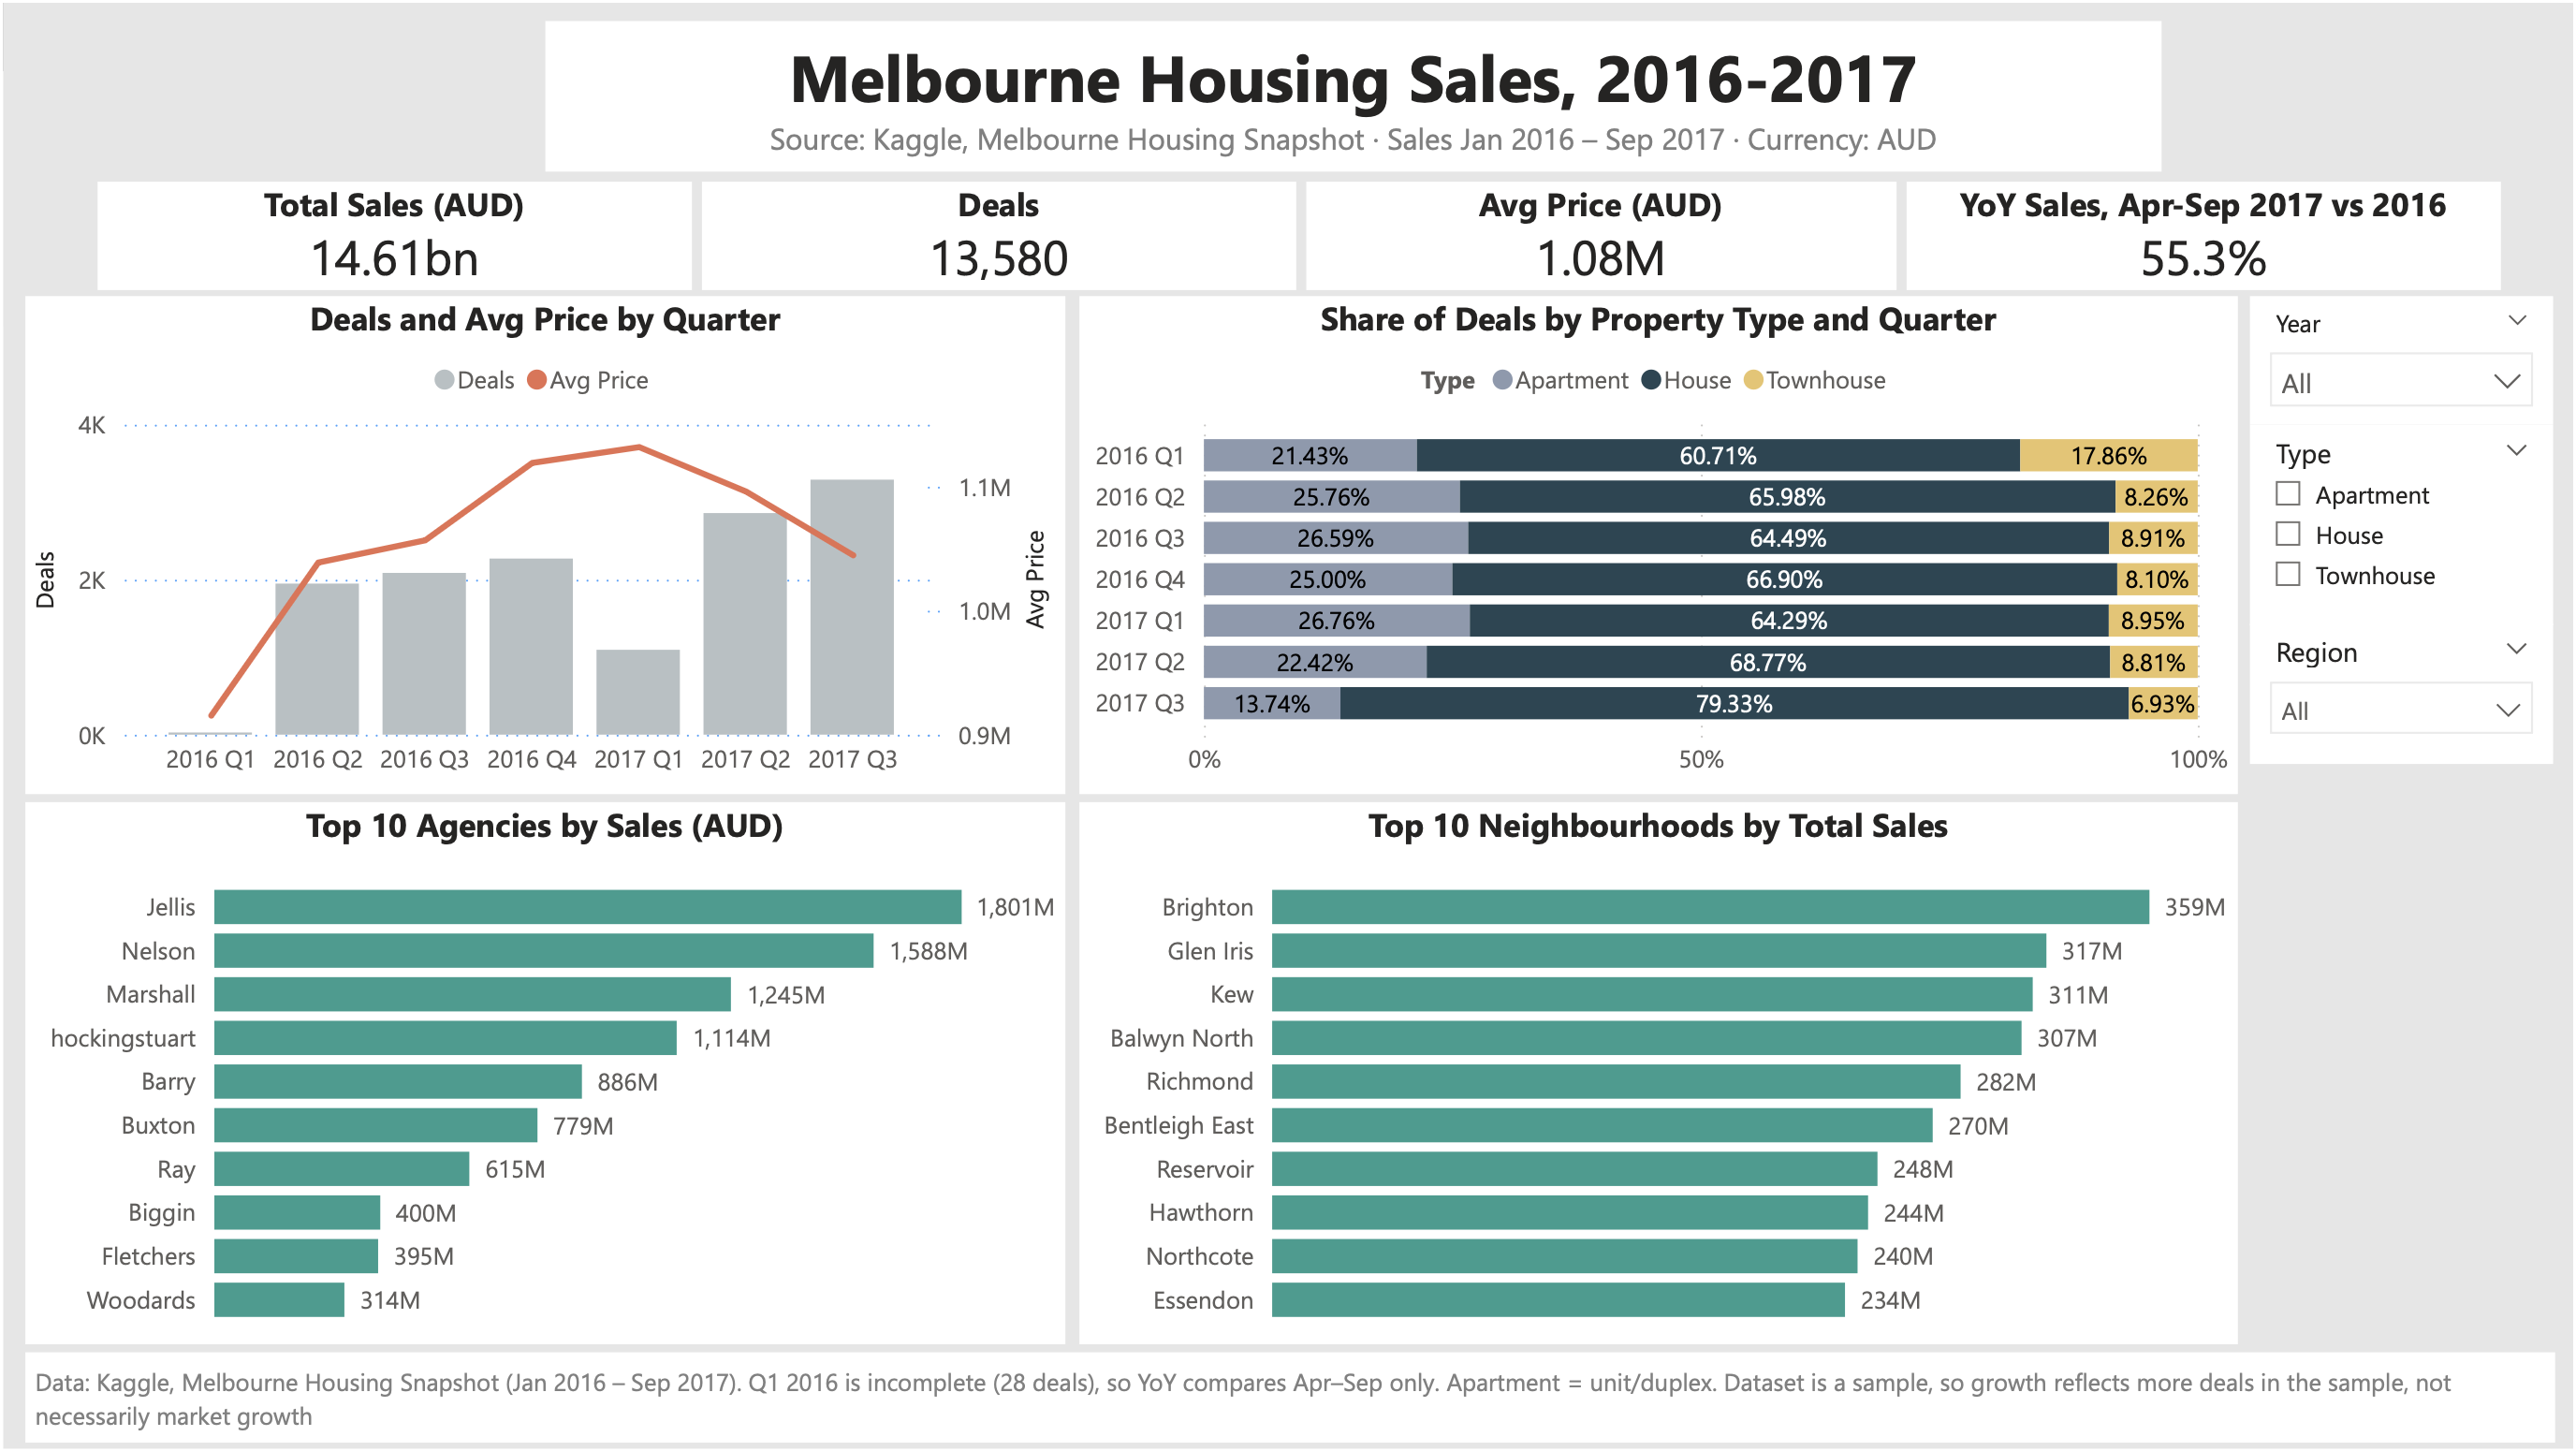 Melbourne Housing Sales, 2016-2017
Source: Kaggle, Melbourne Housing Snapshot · Sales Jan 2016 – Sep 2017 · Currency: AUD
Total Sales (AUD)
14.61bn
Deals
13,580
Avg Price (AUD)
1.08M
YoY Sales, Apr-Sep 2017 vs 2016
55.3%
Deals and Avg Price by Quarter
Deals Avg Price
4K
2K
0K
Deals
1.1M
1.0M
0.9M
Avg Price
2016 Q1 2016 Q2 2016 Q3 2016 Q4 2017 Q1 2017 Q2 2017 Q3
Share of Deals by Property Type and Quarter
Type Apartment House Townhouse
2016 Q1 21.43% 60.71% 17.86%
2016 Q2 25.76% 65.98% 8.26%
2016 Q3 26.59% 64.49% 8.91%
2016 Q4 25.00% 66.90% 8.10%
2017 Q1 26.76% 64.29% 8.95%
2017 Q2 22.42% 68.77% 8.81%
2017 Q3 13.74% 79.33% 6.93%
0% 50% 100%
Year
All
Type
Apartment
House
Townhouse
Region
All
Top 10 Agencies by Sales (AUD)
Jellis 1,801M
Nelson 1,588M
Marshall 1,245M
hockingstuart 1,114M
Barry 886M
Buxton 779M
Ray 615M
Biggin 400M
Fletchers 395M
Woodards 314M
Top 10 Neighbourhoods by Total Sales
Brighton 359M
Glen Iris 317M
Kew 311M
Balwyn North 307M
Richmond 282M
Bentleigh East 270M
Reservoir 248M
Hawthorn 244M
Northcote 240M
Essendon 234M
Data: Kaggle, Melbourne Housing Snapshot (Jan 2016 – Sep 2017). Q1 2016 is incomplete (28 deals), so YoY compares Apr–Sep only. Apartment = unit/duplex. Dataset is a sample, so growth reflects more deals in the sample, not
necessarily market growth